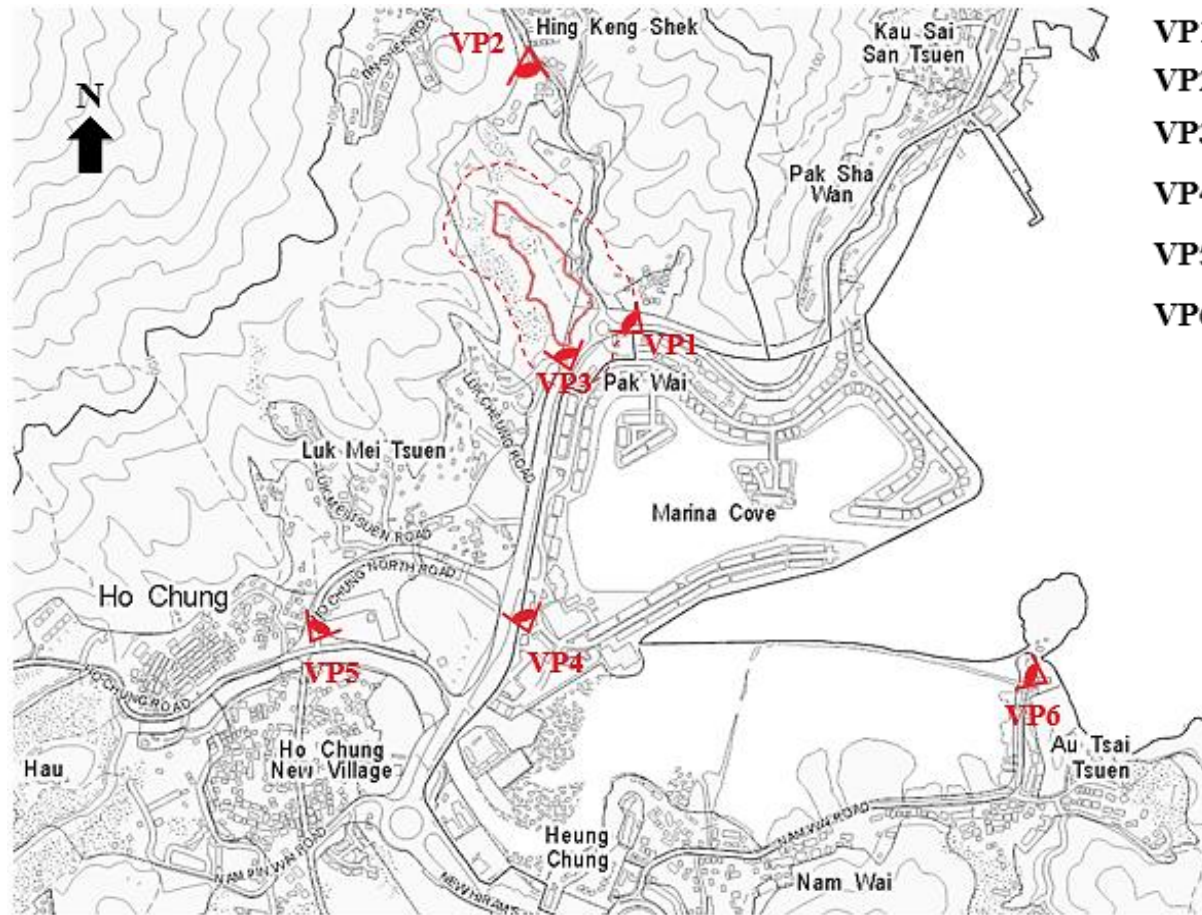 Hing Keng Shek
Kau Sai
San Tsuen
VP2
N
Pak Sha
Wan
VP1
VP3
Pak Wai
LUK CHEUNG ROAD
Luk Mei Tsuen
LUK MEI TSUEN ROAD
Marina Cove
HO CHUNG NORTH ROAD
Ho Chung
VP5
VP4
HO CHUNG ROAD
VP6
Au Tsai
Tsuen
Ho Chung
New Village
Hau
NAM PIN WAI ROAD
NAM WAI ROAD
Heung
Chung
Nam Wai
NEW HIRAM'S